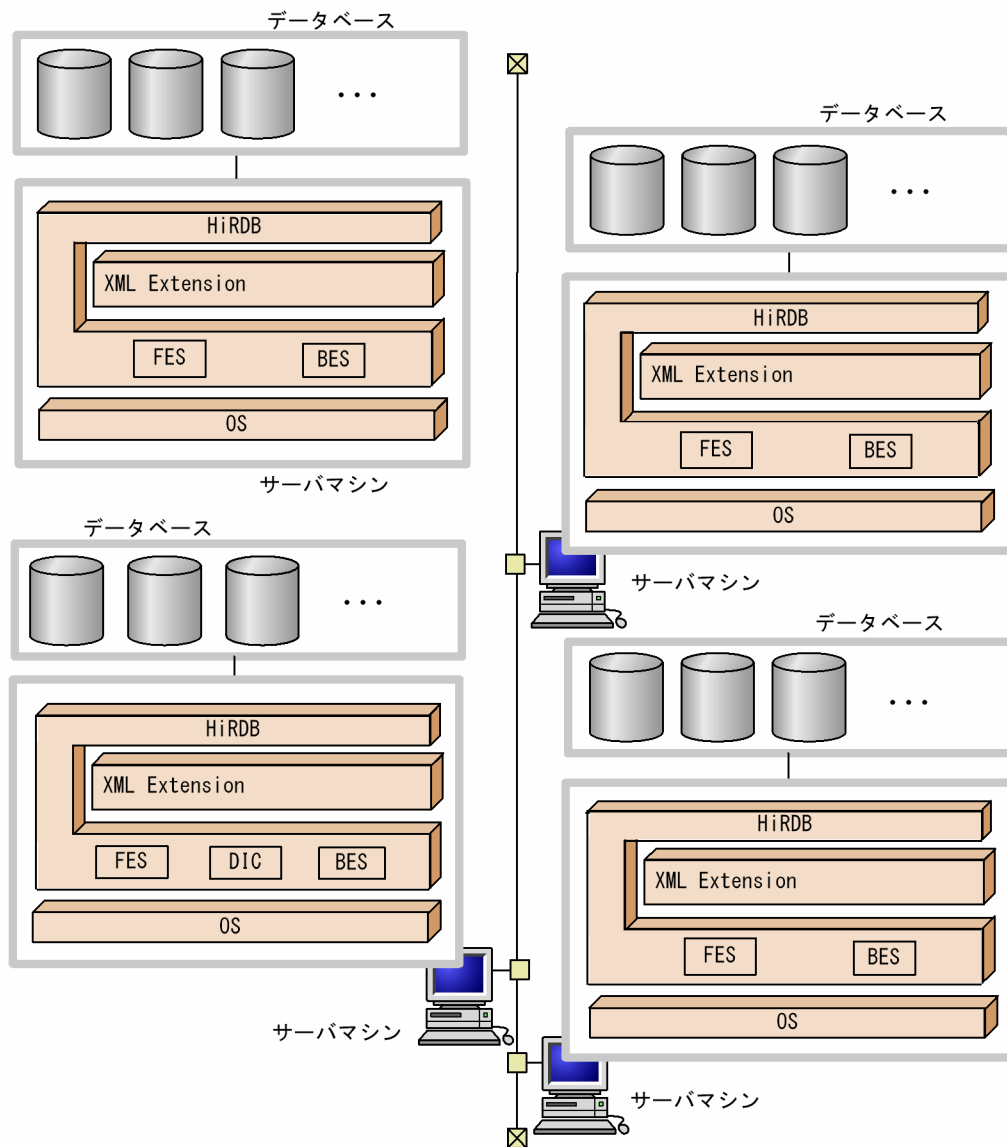 データベース
...
HiRDB
XML Extension
FES
BES
OS
サーバマシン
データベース
...
HiRDB
XML Extension
FES
BES
OS
サーバマシン
データベース
...
HiRDB
XML Extension
FES
DIC
BES
OS
サーバマシン
データベース
...
HiRDB
XML Extension
FES
BES
OS
サーバマシン